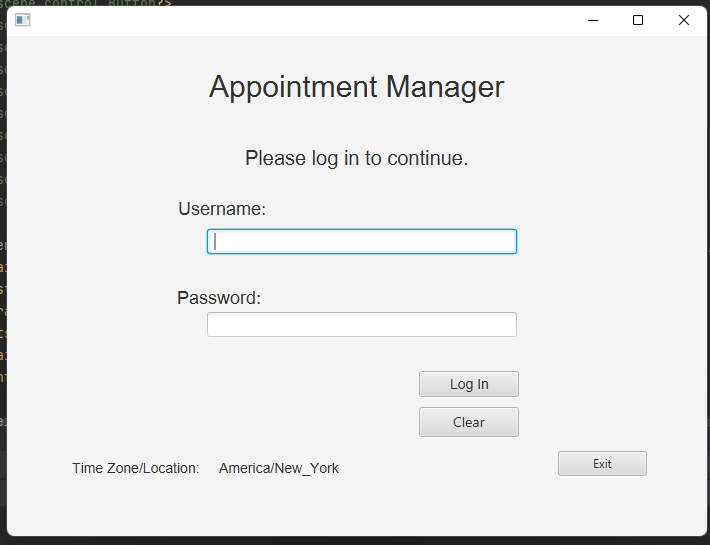 Appointment Manager
Please log in to continue.
Username:
Password:
Log In
Clear
Time Zone/Location: America/New_York
Exit